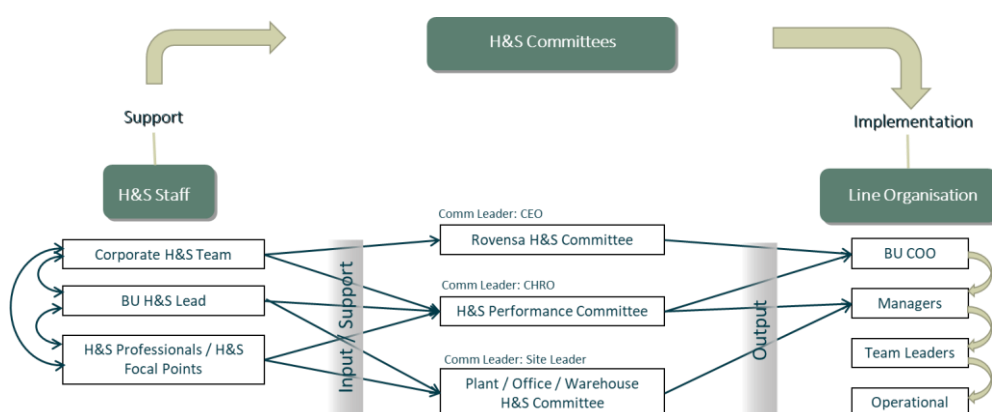 H&S Committees
Support
Implementation
H&S Staff
Line Organisation
Comm Leader: CEO
Corporate H&S Team
Rovensa H&S Committee
BU COO
Comm Leader: CHRO
BU H&S Lead
H&S Performance Committee
Managers
Input / Support
Output
H&S Professionals / H&S
Focal Points
Comm Leader: Site Leader
Plant / Office / Warehouse
H&S Committee
Team Leaders
Operational